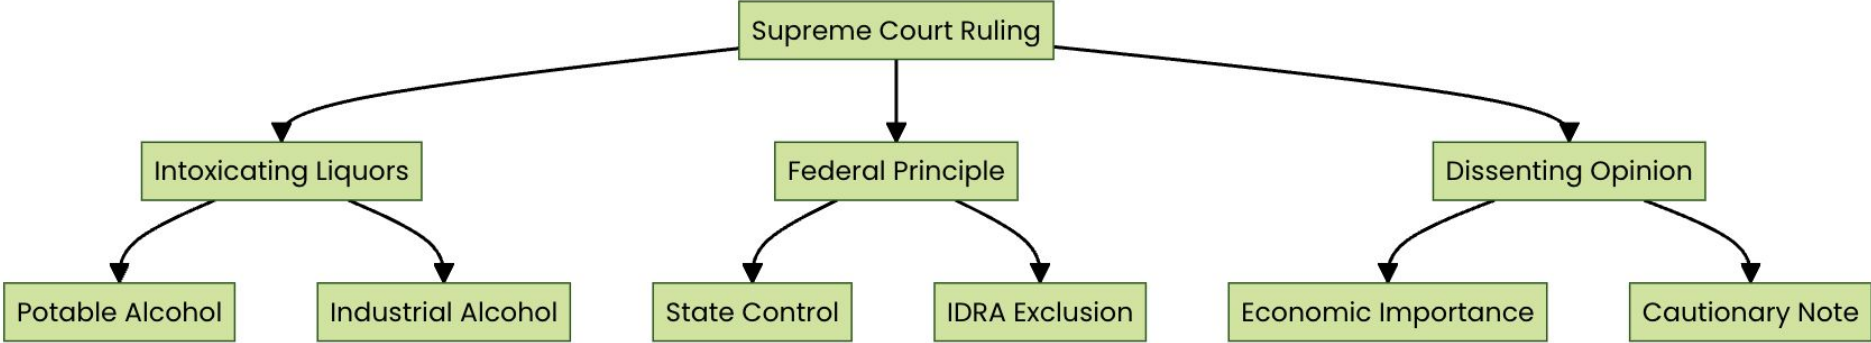 Supreme Court Ruling
Intoxicating Liquors
Federal Principle
Dissenting Opinion
Potable Alcohol
Industrial Alcohol
State Control
IDRA Exclusion
Economic Importance
Cautionary Note